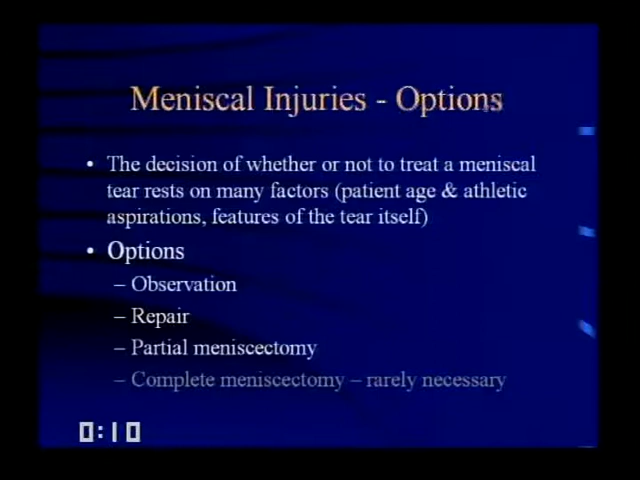 Meniscal Injuries - Options
• The decision of whether or not to treat a meniscal
tear rests on many factors (patient age & athletic
aspirations, features of the tear itself)
• Options
– Observation
– Repair
– Partial meniscectomy
– Complete meniscectomy – rarely necessary
0:10